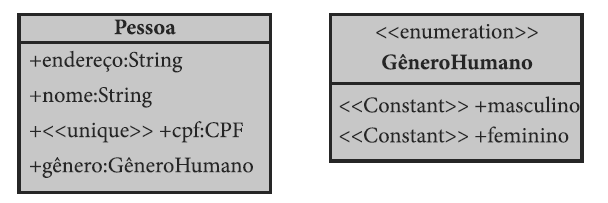 Pessoa
+endereço:String
+nome:String
+<<unique>> +cpf:CPF
+gênero:GêneroHumano
<<enumeration>>
GêneroHumano
<<Constant>> +masculino
<<Constant>> +feminino